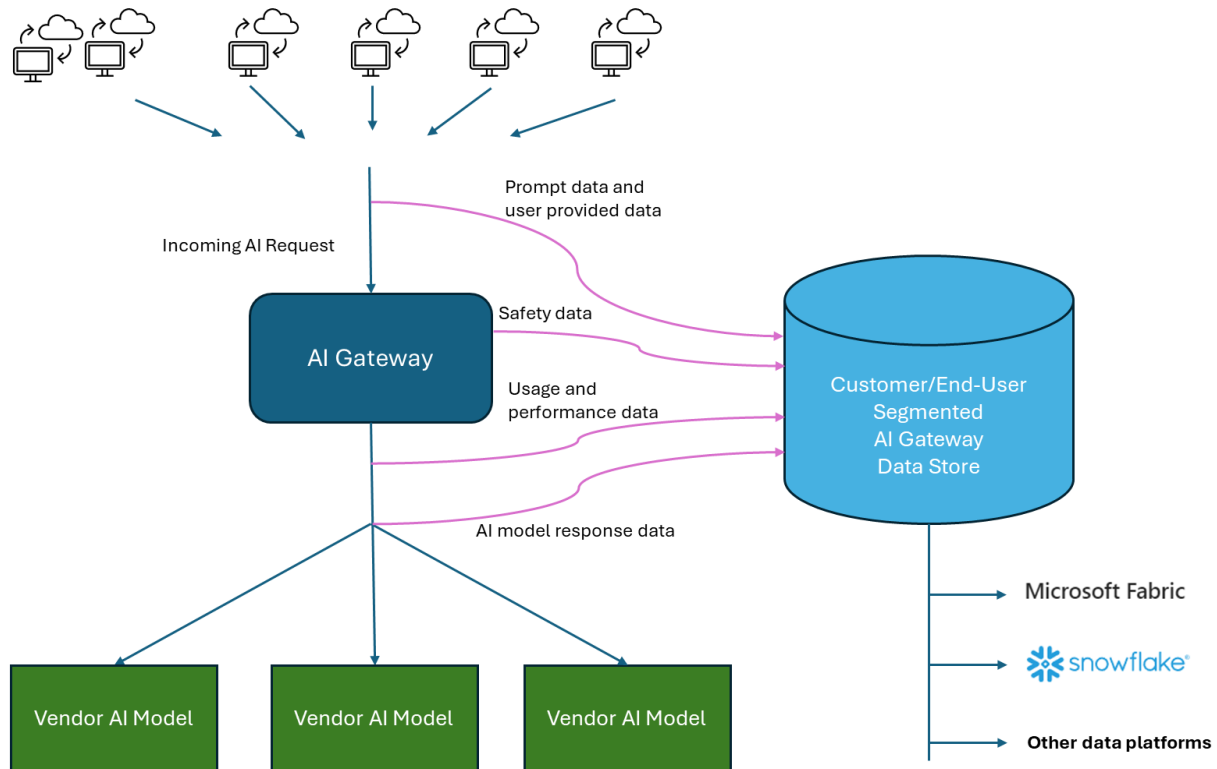 Prompt data and
user provided data
Incoming AI Request
Safety data
AI Gateway
Usage and
performance data
Customer/End-User
Segmented
AI Gateway
Data Store
AI model response data
Microsoft Fabric
snowflake®
Vendor AI Model
Vendor AI Model
Vendor AI Model
Other data platforms